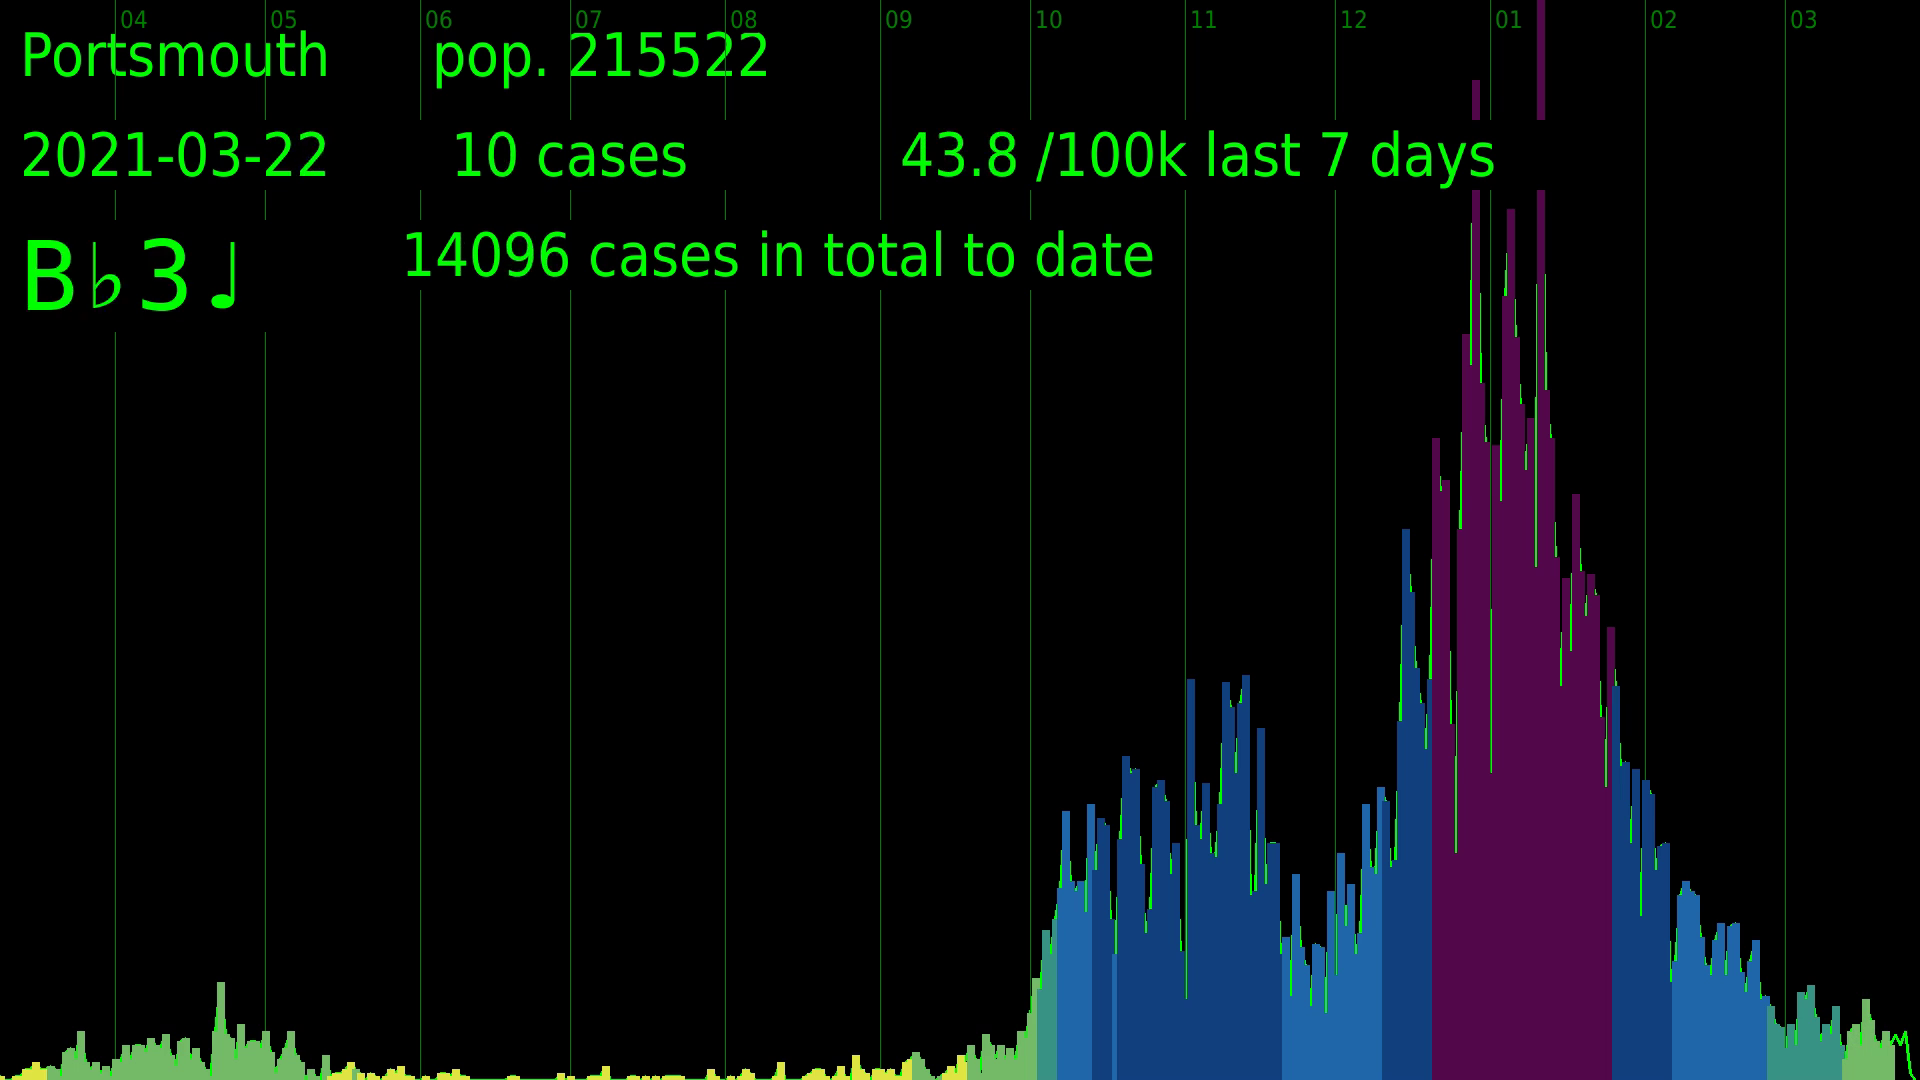 04 05 06 07 08 09 10 11 12 01 02 03
Portsmouth pop. 215522
2021-03-22 10 cases 43.8 /100k last 7 days
B♭3♩ 14096 cases in total to date